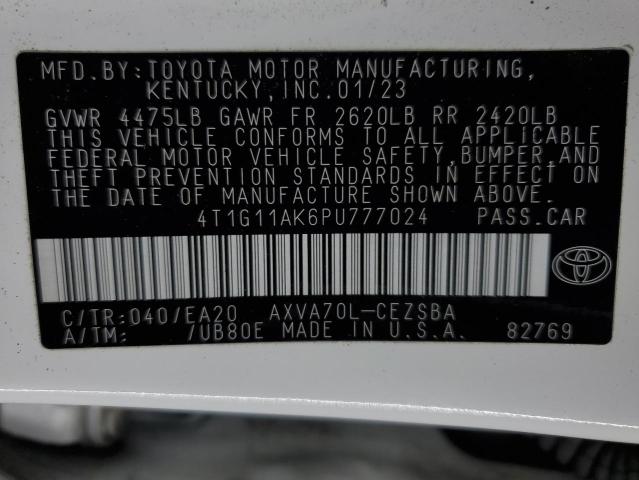 MFD. BY: TOYOTA MOTOR MANUFACTURING,
KENTUCKY, INC. 01/23
GVWR 4475LB GAWR FR 2620LB RR 2420LB
THIS VEHICLE CONFORMS TO ALL APPLICABLE
FEDERAL MOTOR VEHICLE SAFETY, BUMPER, AND
THEFT PREVENTION STANDARDS IN EFFECT ON
THE DATE OF MANUFACTURE SHOWN ABOVE.
4T1G11AK6PU777024 PASS.CAR
C/TR: 040/EA20 AXVA70L-CEZSBA
A/TM: /UB80E MADE IN U.S.A. 82769